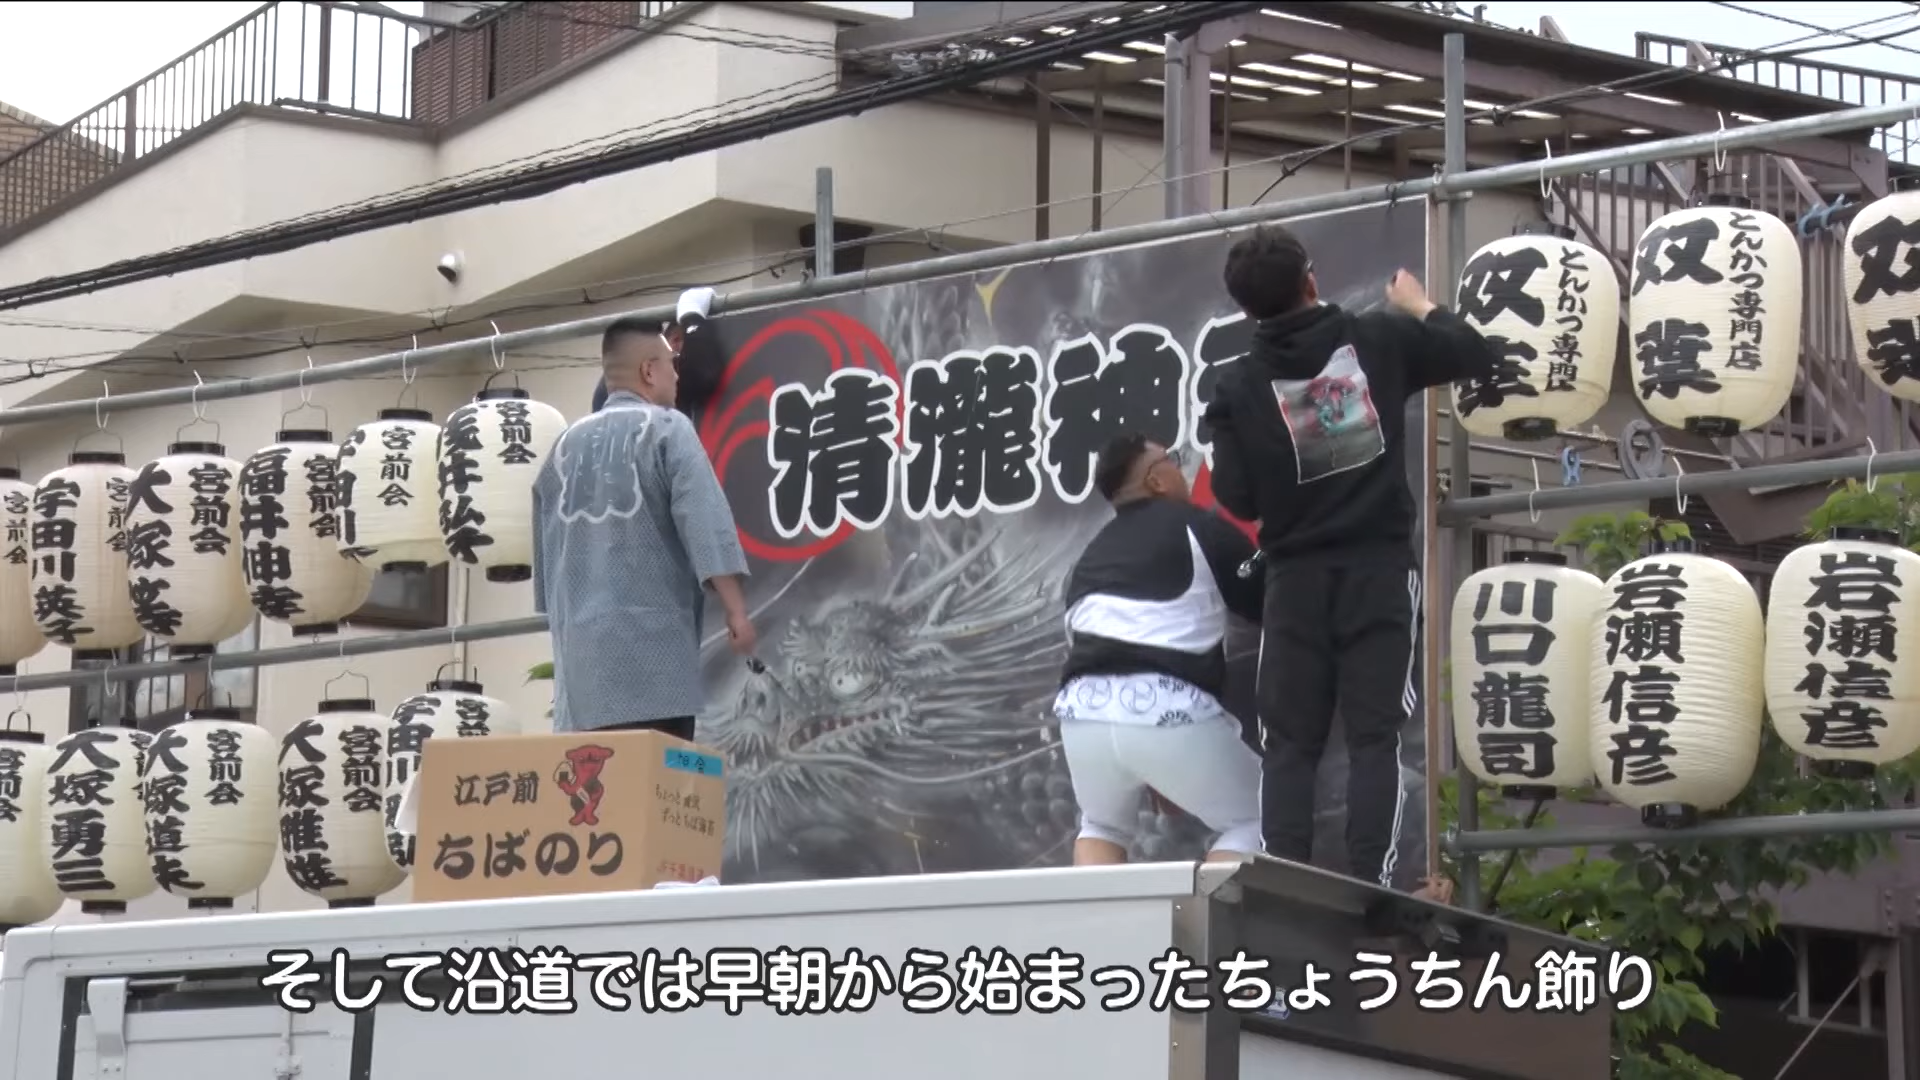 清瀧神
双葉
とんかつ専門
双葉
とんかつ専門店
双葉
宮前会
宇田川英子
宮前会
大塚
宮前会
福井伸幸
宮前会
宮前会
宮前会
川口龍司
岩瀬信彦
岩瀬信彦
宮前会
大塚勇三
宮前会
大塚道夫
宮前会
大塚雅雄
宮前会
江戸前
ちばのり
そして沿道では早朝から始まったちょうちん飾り